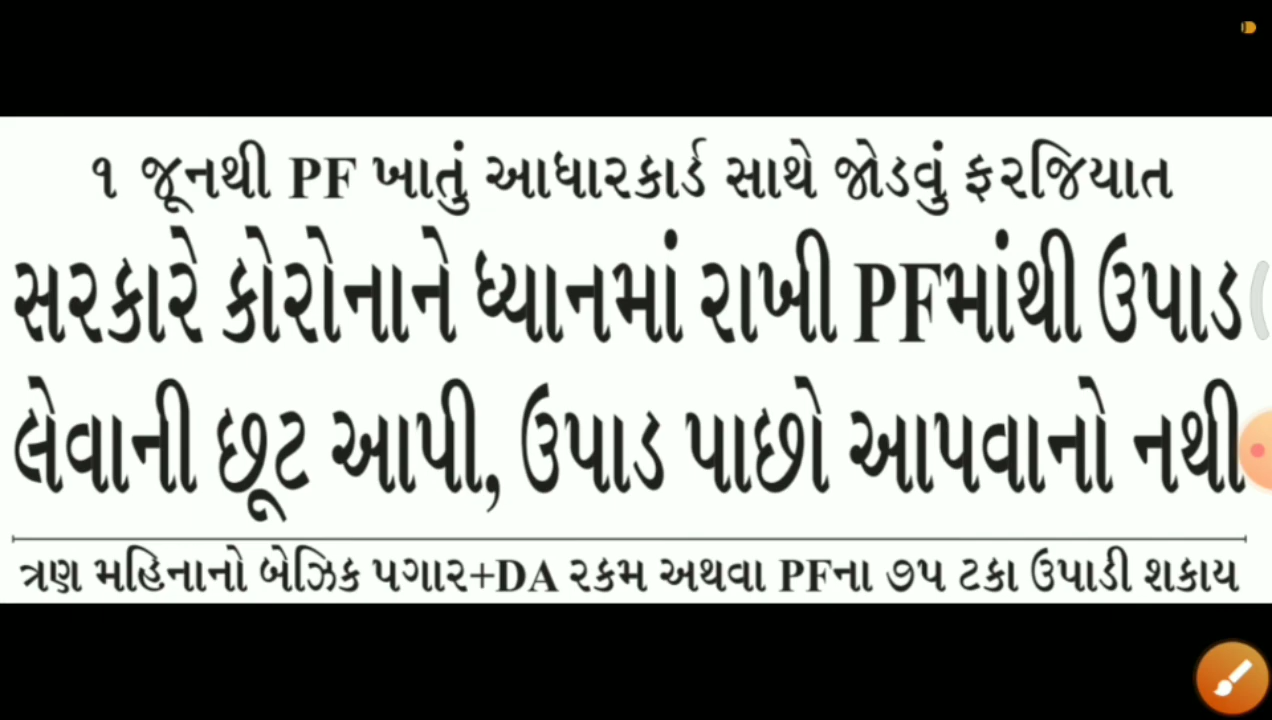 ૧ જૂનથી PF ખાતું આધારકાર્ડ સાથે જોડવું ફરજિયાત
સરકારે કોરોનાને ધ્યાનમાં રાખી PFમાંથી ઉપાડ
લેવાની છૂટ આપી, ઉપાડ પાછો આપવાનો નથી
ત્રણ મહિનાનો બેઝિક પગાર+DA રકમ અથવા PFના ૭૫ ટકા ઉપાડી શકાય